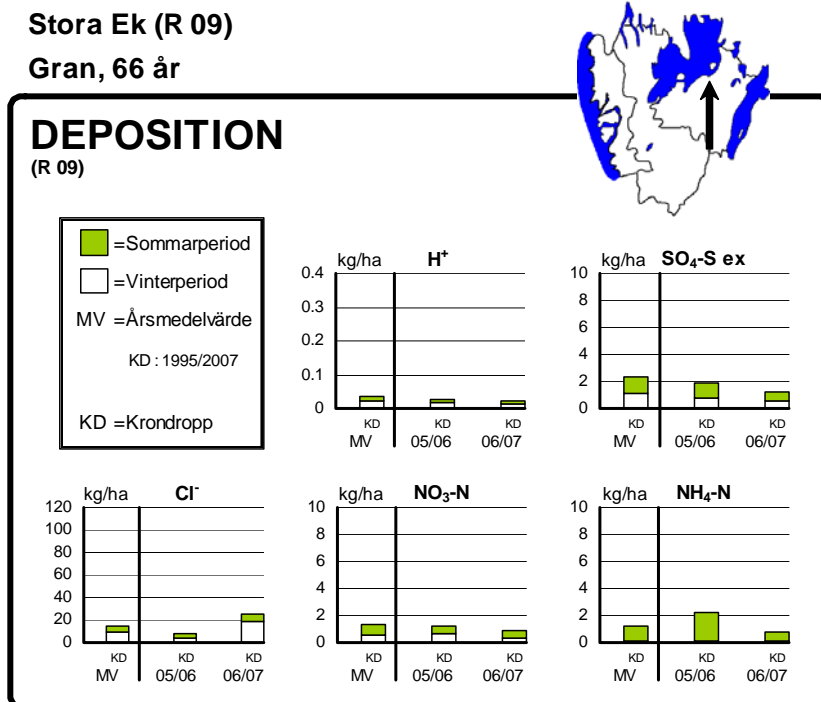 Stora Ek (R 09)
Gran, 66 år
DEPOSITION
(R 09)
=Sommarperiod
=Vinterperiod
MV =Årsmedelvärde
KD : 1995/2007
KD =Krondropp
kg/ha H⁺
0.4
0.3
0.2
0.1
0
KD KD KD
MV 05/06 06/07
kg/ha SO₄-S ex
10
8
6
4
2
0
KD KD KD
MV 05/06 06/07
kg/ha Cl⁻
120
100
80
60
40
20
0
KD KD KD
MV 05/06 06/07
kg/ha NO₃-N
10
8
6
4
2
0
KD KD KD
MV 05/06 06/07
kg/ha NH₄-N
10
8
6
4
2
0
KD KD KD
MV 05/06 06/07